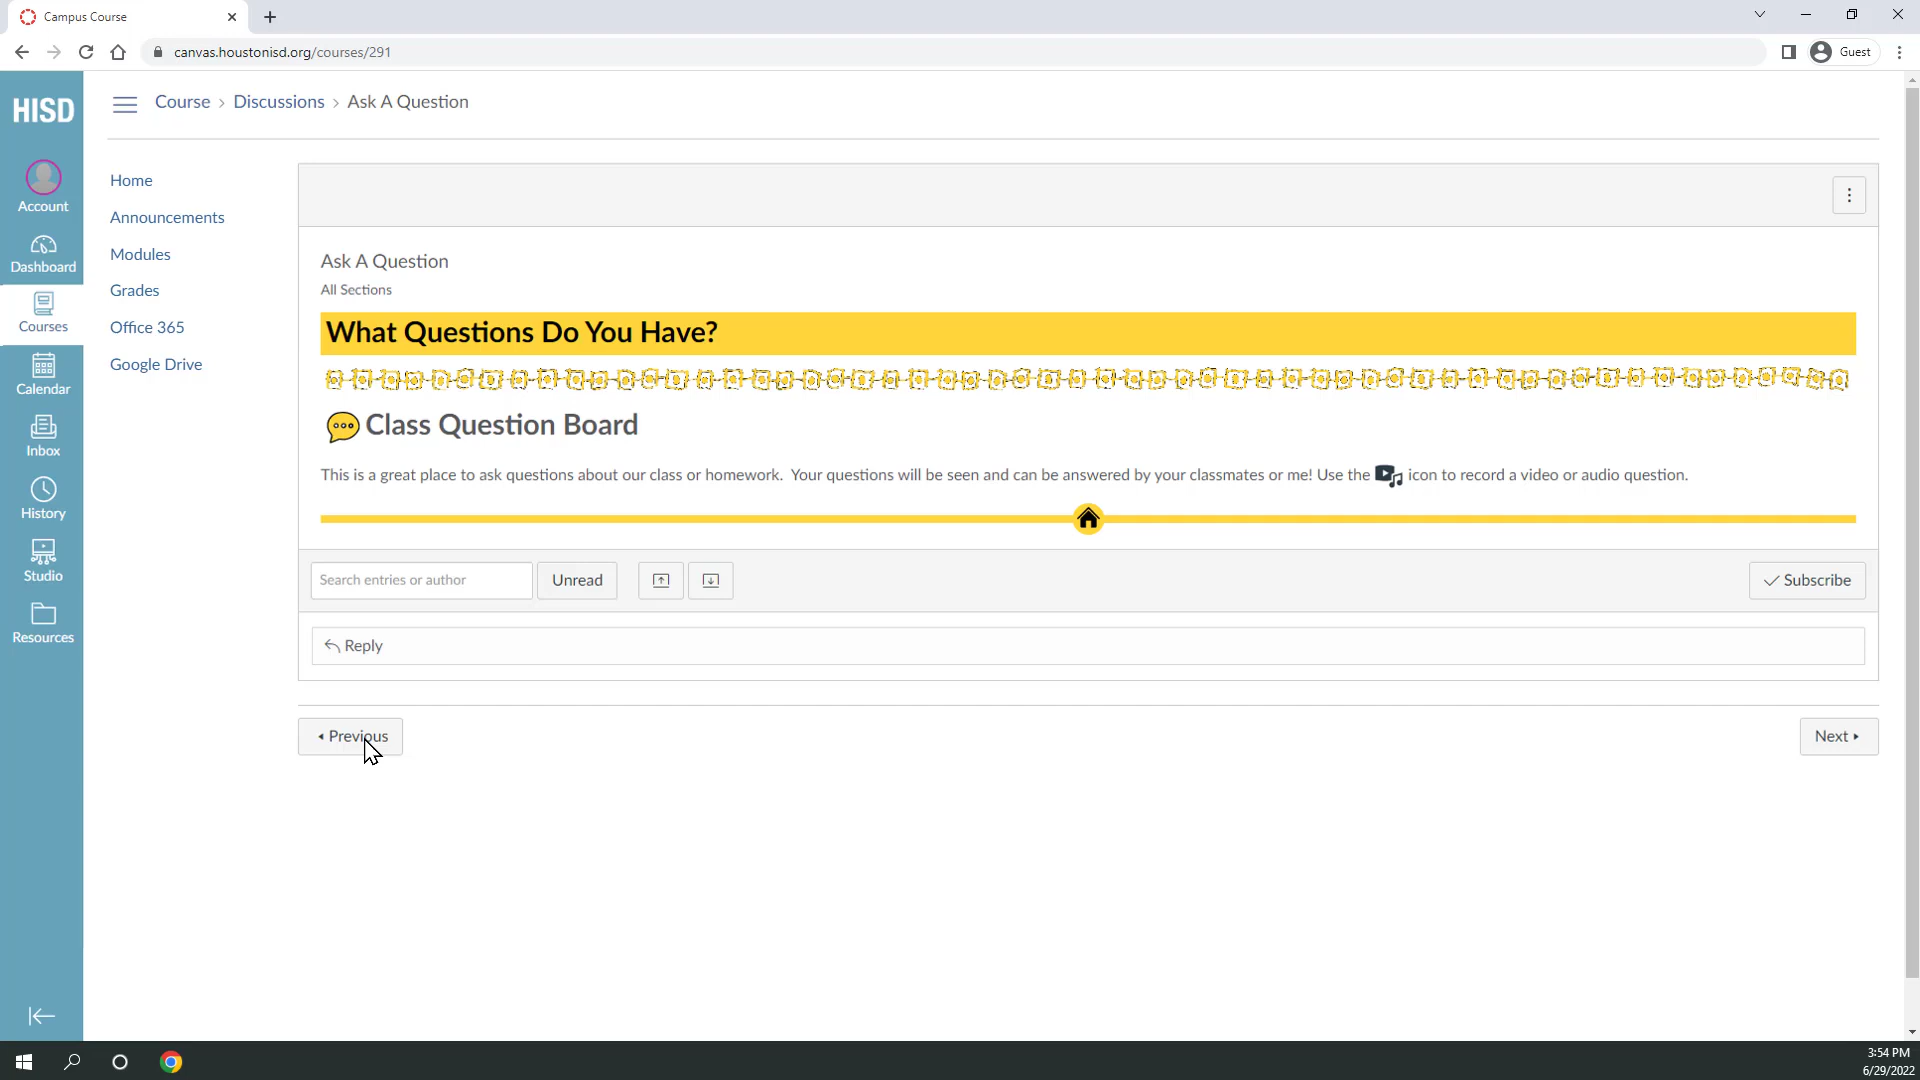 Campus Course
canvas.houstonisd.org/courses/291
Guest
HISD
Account
Dashboard
Courses
Calendar
Inbox
History
Studio
Resources
Course › Discussions › Ask A Question
Home
Announcements
Modules
Grades
Office 365
Google Drive
Ask A Question
All Sections
What Questions Do You Have?
Class Question Board
This is a great place to ask questions about our class or homework. Your questions will be seen and can be answered by your classmates or me! Use the icon to record a video or audio question.
Search entries or author
Unread
Subscribe
Reply
Previous
Next
3:54 PM
6/29/2022